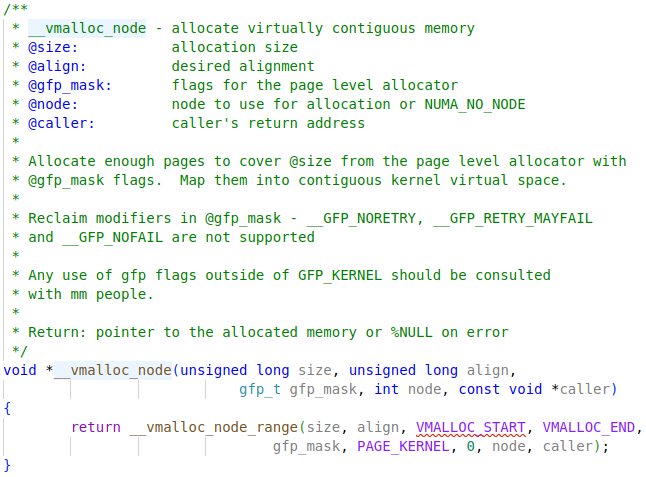 /**
 * __vmalloc_node - allocate virtually contiguous memory
 * @size:           allocation size
 * @align:          desired alignment
 * @gfp_mask:       flags for the page level allocator
 * @node:           node to use for allocation or NUMA_NO_NODE
 * @caller:         caller's return address
 *
 * Allocate enough pages to cover @size from the page level allocator with
 * @gfp_mask flags.  Map them into contiguous kernel virtual space.
 *
 * Reclaim modifiers in @gfp_mask - __GFP_NORETRY, __GFP_RETRY_MAYFAIL
 * and __GFP_NOFAIL are not supported
 *
 * Any use of gfp flags outside of GFP_KERNEL should be consulted
 * with mm people.
 *
 * Return: pointer to the allocated memory or %NULL on error
 */
void *__vmalloc_node(unsigned long size, unsigned long align,
                            gfp_t gfp_mask, int node, const void *caller)
{
        return __vmalloc_node_range(size, align, VMALLOC_START, VMALLOC_END,
                                gfp_mask, PAGE_KERNEL, 0, node, caller);
}